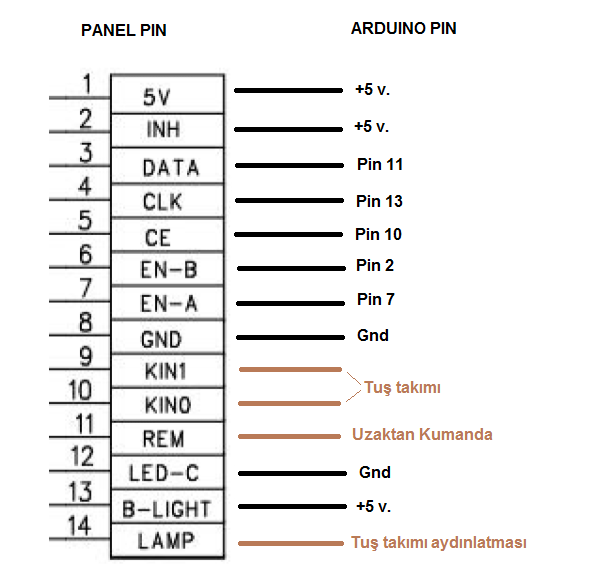 PANEL PIN ARDUINO PIN
1 5V +5 v.
2 INH +5 v.
3 DATA Pin 11
4 CLK Pin 13
5 CE Pin 10
6 EN-B Pin 2
7 EN-A Pin 7
8 GND Gnd
9 KIN1
Tuş takımı
10 KIN0
11 REM Uzaktan Kumanda
12 LED-C Gnd
13 B-LIGHT +5 v.
14 LAMP Tuş takımı aydınlatması